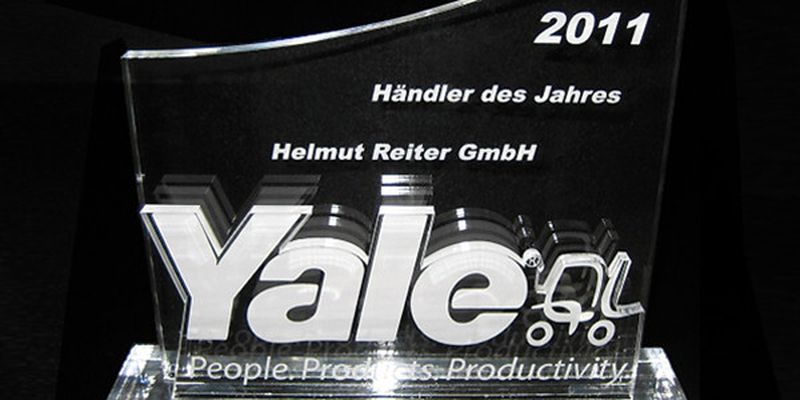 2011
Händler des Jahres
Helmut Reiter GmbH
Yale®
People. Products. Productivity.